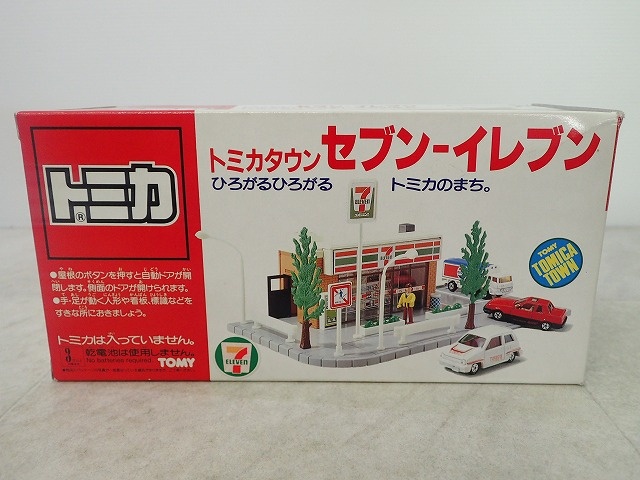 トミカ
®
トミカタウン セブン-イレブン
ひろがるひろがる トミカのまち。
●屋根のボタンを押すと自動ドアが開
閉します。側面のドアが開けられます。
●手・足が動く人形や看板、標識などを
すきな所におきましょう。
トミカは入っていません。
3
乾電池は使用しません。
No batteries required.
TOMY
7
ELEVEN
7
ELEVEN
TOMY
TOMICA
TOWN